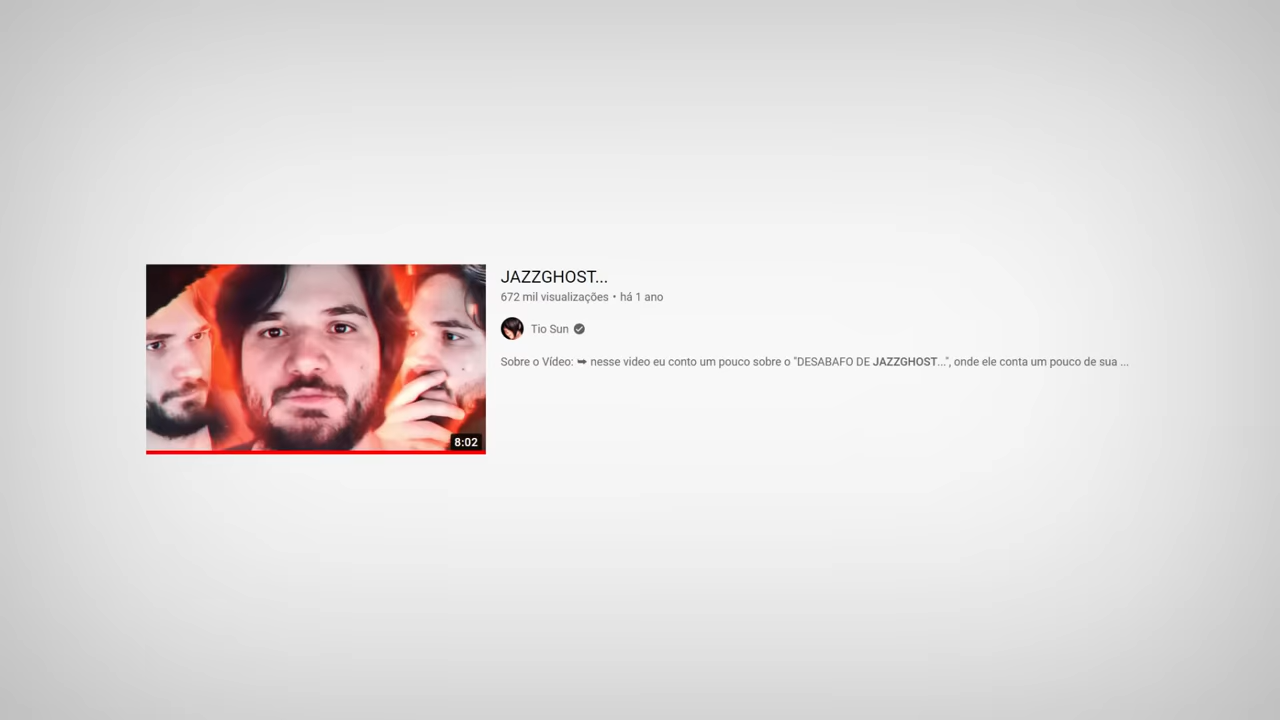 JAZZGHOST...
672 mil visualizações • há 1 ano
Tio Sun
Sobre o Vídeo: ➥ nesse video eu conto um pouco sobre o "DESABAFO DE JAZZGHOST...", onde ele conta um pouco de sua ...
8:02